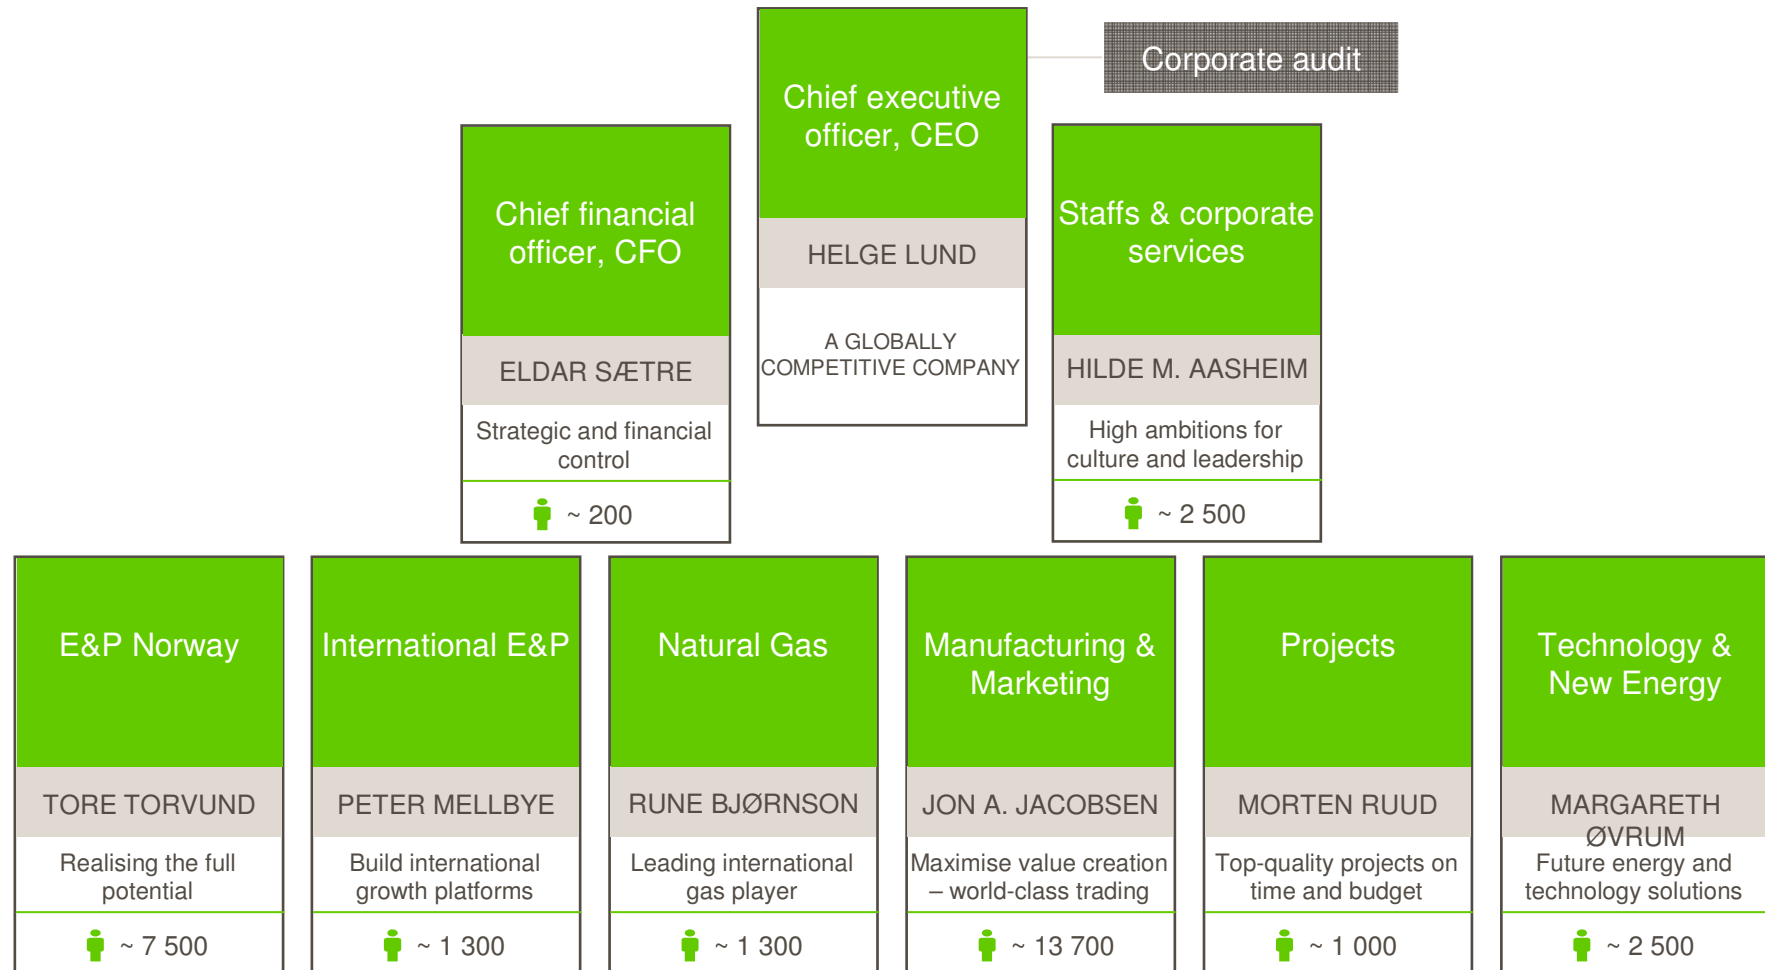 Corporate audit
Chief executive
officer, CEO
HELGE LUND
A GLOBALLY
COMPETITIVE COMPANY
Chief financial
officer, CFO
ELDAR SÆTRE
Strategic and financial
control
~ 200
Staffs & corporate
services
HILDE M. AASHEIM
High ambitions for
culture and leadership
~ 2 500
E&P Norway
TORE TORVUND
Realising the full
potential
~ 7 500
International E&P
PETER MELLBYE
Build international
growth platforms
~ 1 300
Natural Gas
RUNE BJØRNSON
Leading international
gas player
~ 1 300
Manufacturing &
Marketing
JON A. JACOBSEN
Maximise value creation
– world-class trading
~ 13 700
Projects
MORTEN RUUD
Top-quality projects on
time and budget
~ 1 000
Technology &
New Energy
MARGARETH
ØVRUM
Future energy and
technology solutions
~ 2 500